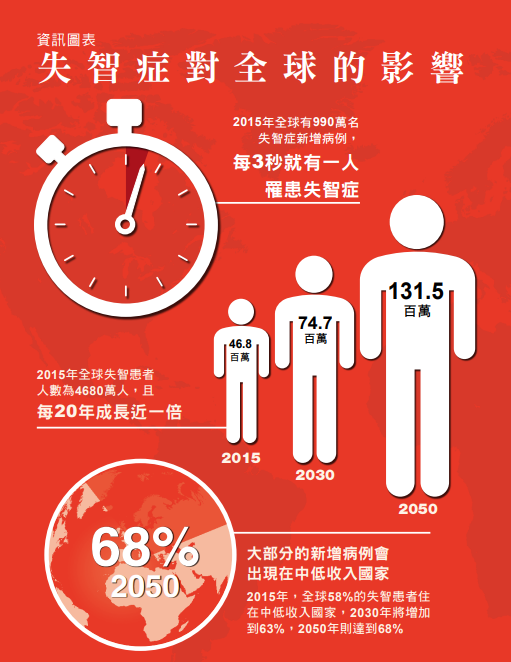 資訊圖表
失智症對全球的影響
2015年全球有990萬名
失智症新增病例，
每3秒就有一人
罹患失智症
131.5
百萬
74.7
百萬
46.8
百萬
2015年全球失智患者
人數為4680萬人，且
每20年成長近一倍
2015
2030
2050
68%
2050
大部分的新增病例會
出現在中低收入國家
2015年，全球58%的失智患者住
在中低收入國家，2030年將增加
到63%，2050年則達到68%